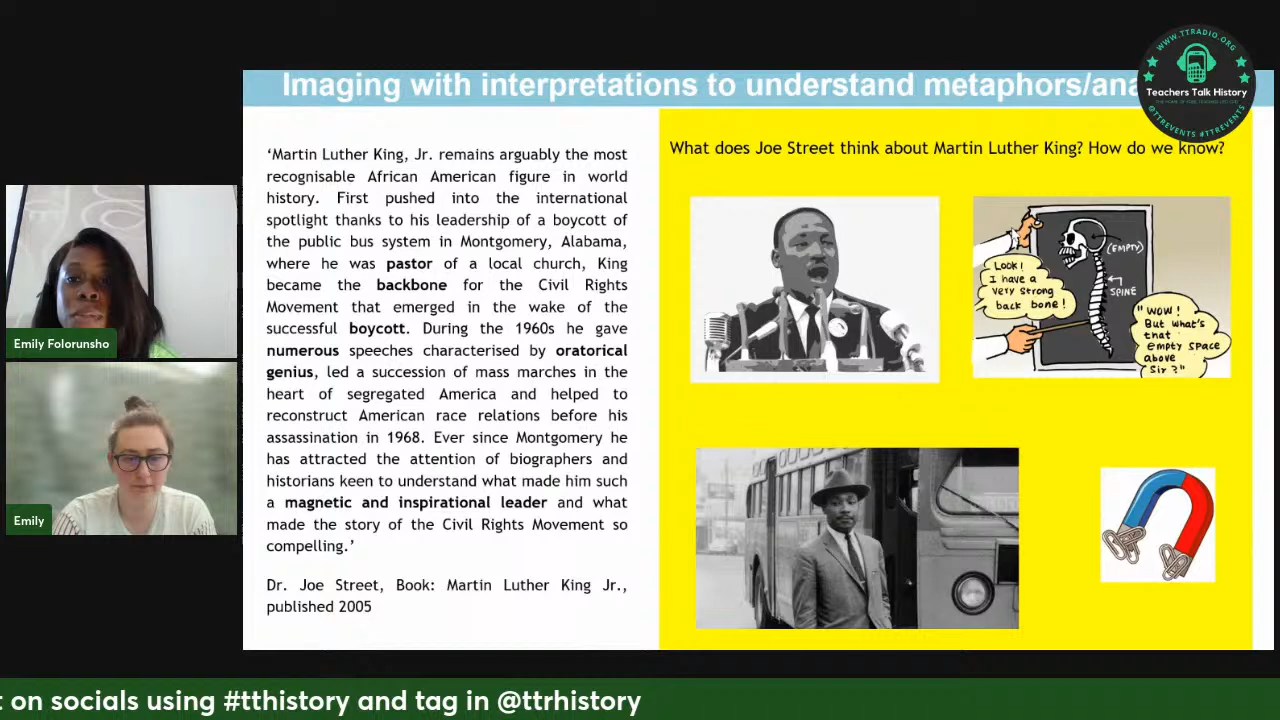 Imaging with interpretations to understand metaphors/ana
WWW.TTRADIO.ORG
Teachers Talk History
@TTREVENTS #TTREVENTS
‘Martin Luther King, Jr. remains arguably the most
recognisable African American figure in world
history. First pushed into the international
spotlight thanks to his leadership of a boycott of
the public bus system in Montgomery, Alabama,
where he was pastor of a local church, King
became the backbone for the Civil Rights
Movement that emerged in the wake of the
successful boycott. During the 1960s he gave
numerous speeches characterised by oratorical
genius, led a succession of mass marches in the
heart of segregated America and helped to
reconstruct American race relations before his
assassination in 1968. Ever since Montgomery he
has attracted the attention of biographers and
historians keen to understand what made him such
a magnetic and inspirational leader and what
made the story of the Civil Rights Movement so
compelling.’
Dr. Joe Street, Book: Martin Luther King Jr.,
published 2005
What does Joe Street think about Martin Luther King? How do we know?
(EMPTY)
SPINE
Look!
I have a
very strong
back bone!
"WOW!
But what's
that
empty space
above
Sir?"
Emily Folorunsho
Emily
t on socials using #tthistory and tag in @ttrhistory